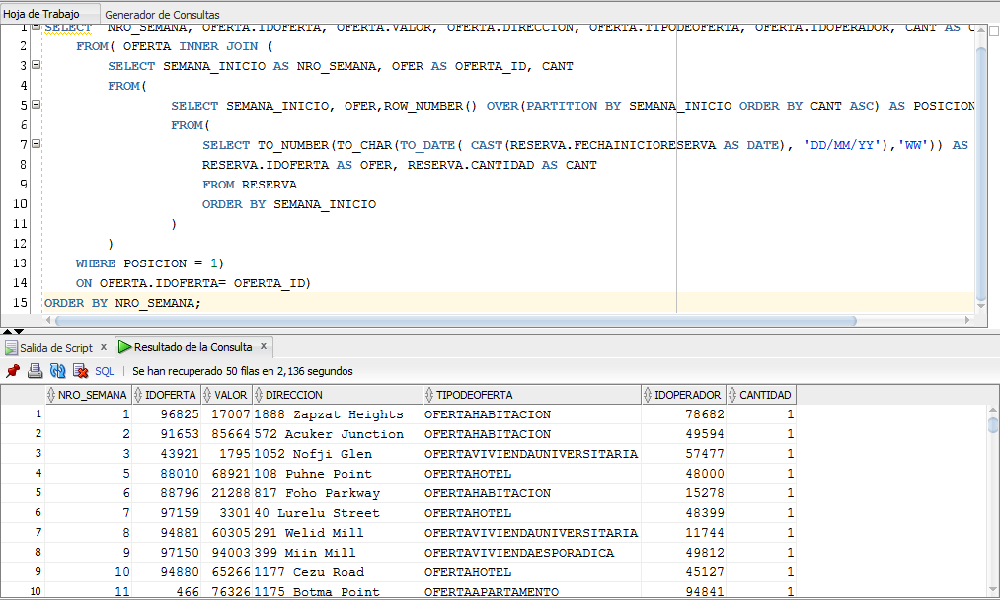 Hoja de Trabajo Generador de Consultas
1 SELECT NRO_SEMANA, OFERTA.IDOFERTA, OFERTA.VALOR, OFERTA.DIRECCION, OFERTA.TIPODEOFERTA, OFERTA.IDOPERADOR, CANT AS C
2 FROM( OFERTA INNER JOIN (
3 SELECT SEMANA_INICIO AS NRO_SEMANA, OFER AS OFERTA_ID, CANT
4 FROM(
5 SELECT SEMANA_INICIO, OFER,ROW_NUMBER() OVER(PARTITION BY SEMANA_INICIO ORDER BY CANT ASC) AS POSICION
6 FROM(
7 SELECT TO_NUMBER(TO_CHAR(TO_DATE( CAST(RESERVA.FECHAINICIORESERVA AS DATE), 'DD/MM/YY'),'WW')) AS
8 RESERVA.IDOFERTA AS OFER, RESERVA.CANTIDAD AS CANT
9 FROM RESERVA
10 ORDER BY SEMANA_INICIO
11 )
12 )
13 WHERE POSICION = 1)
14 ON OFERTA.IDOFERTA= OFERTA_ID)
15 ORDER BY NRO_SEMANA;
Salida de Script x Resultado de la Consulta x
SQL | Se han recuperado 50 filas en 2,136 segundos
NRO_SEMANA IDOFERTA VALOR DIRECCION TIPODEOFERTA IDOPERADOR CANTIDAD
1 1 96825 17007 1888 Zapzat Heights OFERTAHABITACION 78682 1
2 2 91653 85664 572 Acuker Junction OFERTAHABITACION 49594 1
3 3 43921 1795 1052 Nofji Glen OFERTAVIVIENDAUNIVERSITARIA 57477 1
4 5 88010 68921 108 Puhne Point OFERTAHOTEL 48000 1
5 6 88796 21288 817 Foho Parkway OFERTAHABITACION 15278 1
6 7 97159 3301 40 Lurelu Street OFERTAHOTEL 48399 1
7 8 94881 60305 291 Welid Mill OFERTAVIVIENDAUNIVERSITARIA 11744 1
8 9 97150 94003 399 Miin Mill OFERTAVIVIENDAESPORADICA 49812 1
9 10 94880 65266 1177 Cezu Road OFERTAHOTEL 45127 1
10 11 466 76326 1175 Botma Point OFERTAAPARTAMENTO 94841 1